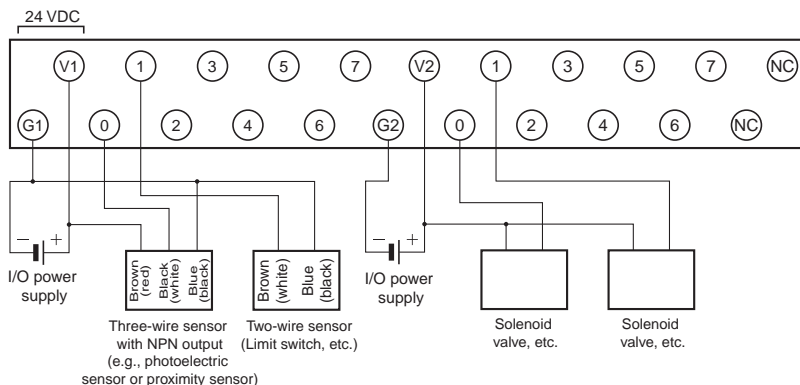 24 VDC
V1 1 3 5 7 V2 1 3 5 7 NC
G1 0 2 4 6 G2 0 2 4 6 NC
− +
− +
I/O power
supply
Brown
(red)
Black
(white)
Blue
(black)
Brown
(white)
Blue
(black)
I/O power
supply
Three-wire sensor
with NPN output
(e.g., photoelectric
sensor or proximity sensor)
Two-wire sensor
(Limit switch, etc.)
Solenoid
valve, etc.
Solenoid
valve, etc.